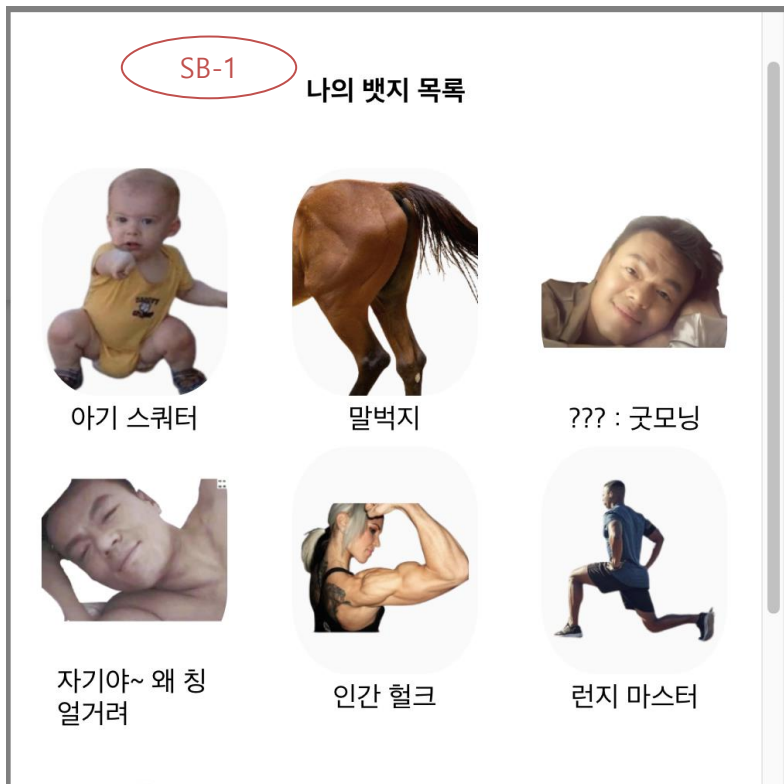 SB-1
나의 뱃지 목록
아기 스쿼터
말벅지
??? : 굿모닝
자기야~ 왜 칭
얼거려
인간 헐크
런지 마스터